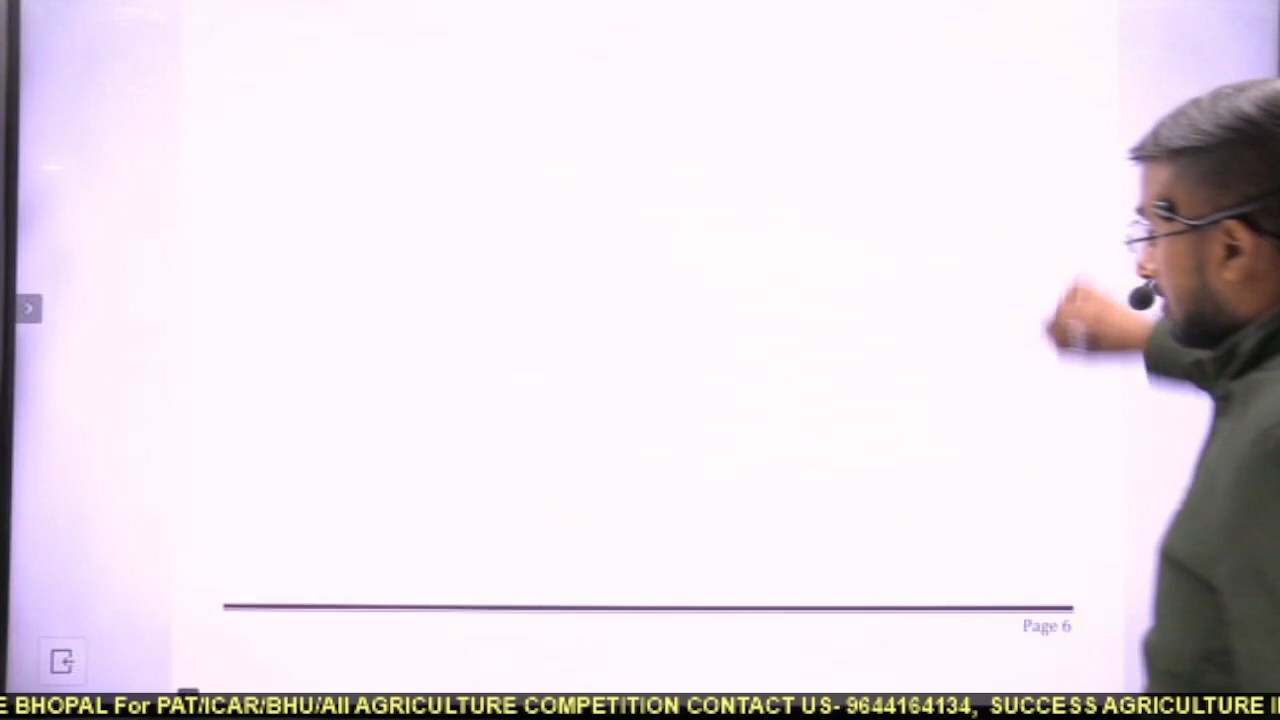 Page 6
E BHOPAL For PAT/ICAR/BHU/All AGRICULTURE COMPETITION CONTACT US- 9644164134, SUCCESS AGRICULTURE I